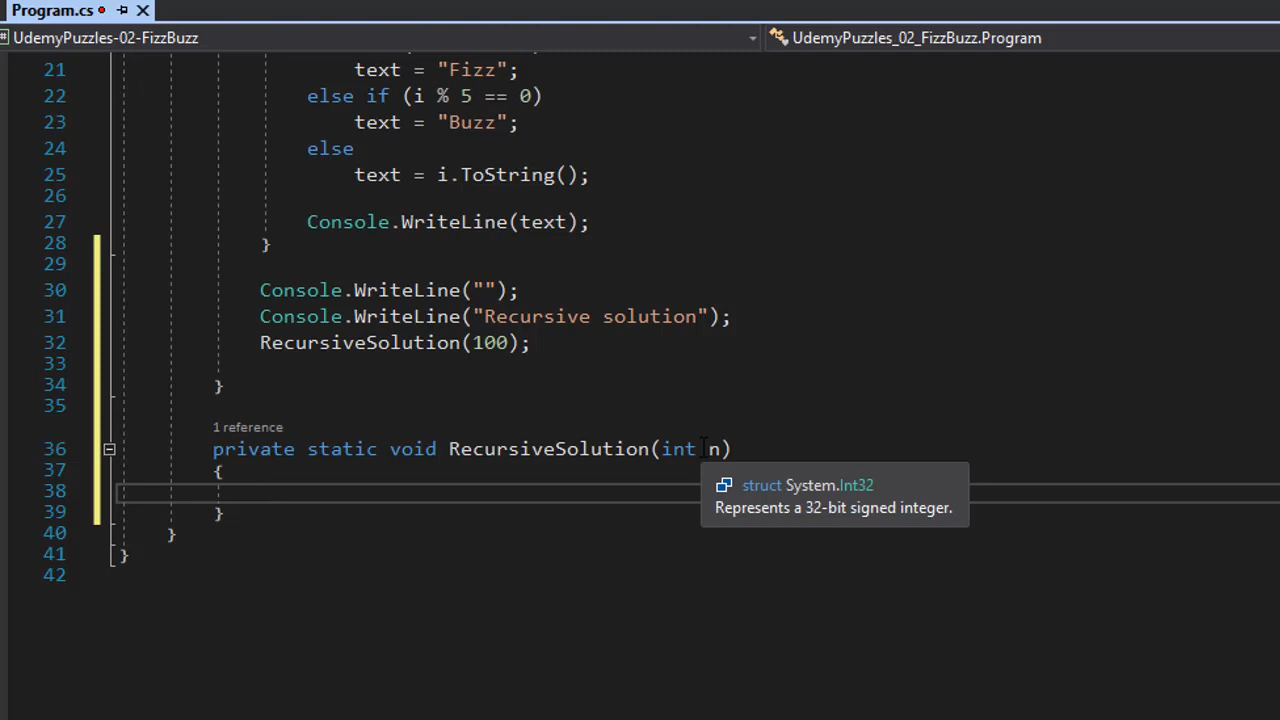 Program.cs
UdemyPuzzles-02-FizzBuzz UdemyPuzzles_02_FizzBuzz.Program
21 text = "Fizz";
22 else if (i % 5 == 0)
23 text = "Buzz";
24 else
25 text = i.ToString();
26
27 Console.WriteLine(text);
28 }
29
30 Console.WriteLine("");
31 Console.WriteLine("Recursive solution");
32 RecursiveSolution(100);
33
34 }
35
1 reference
36 private static void RecursiveSolution(int n)
37 {
struct System.Int32
38
Represents a 32-bit signed integer.
39 }
40 }
41 }
42